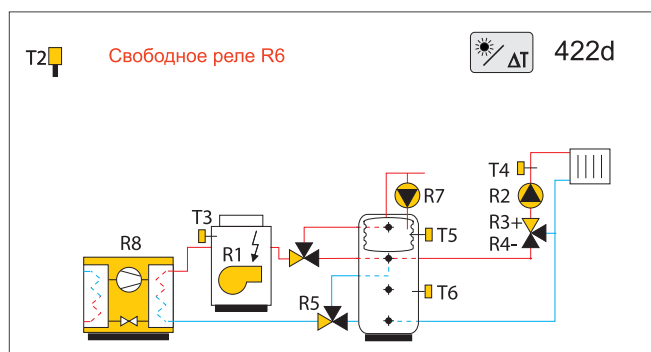 T2
Свободное реле R6
ΔT
422d
T4
R2
R7
T3
R3+
R8
R1
T5
R4-
R5
T6